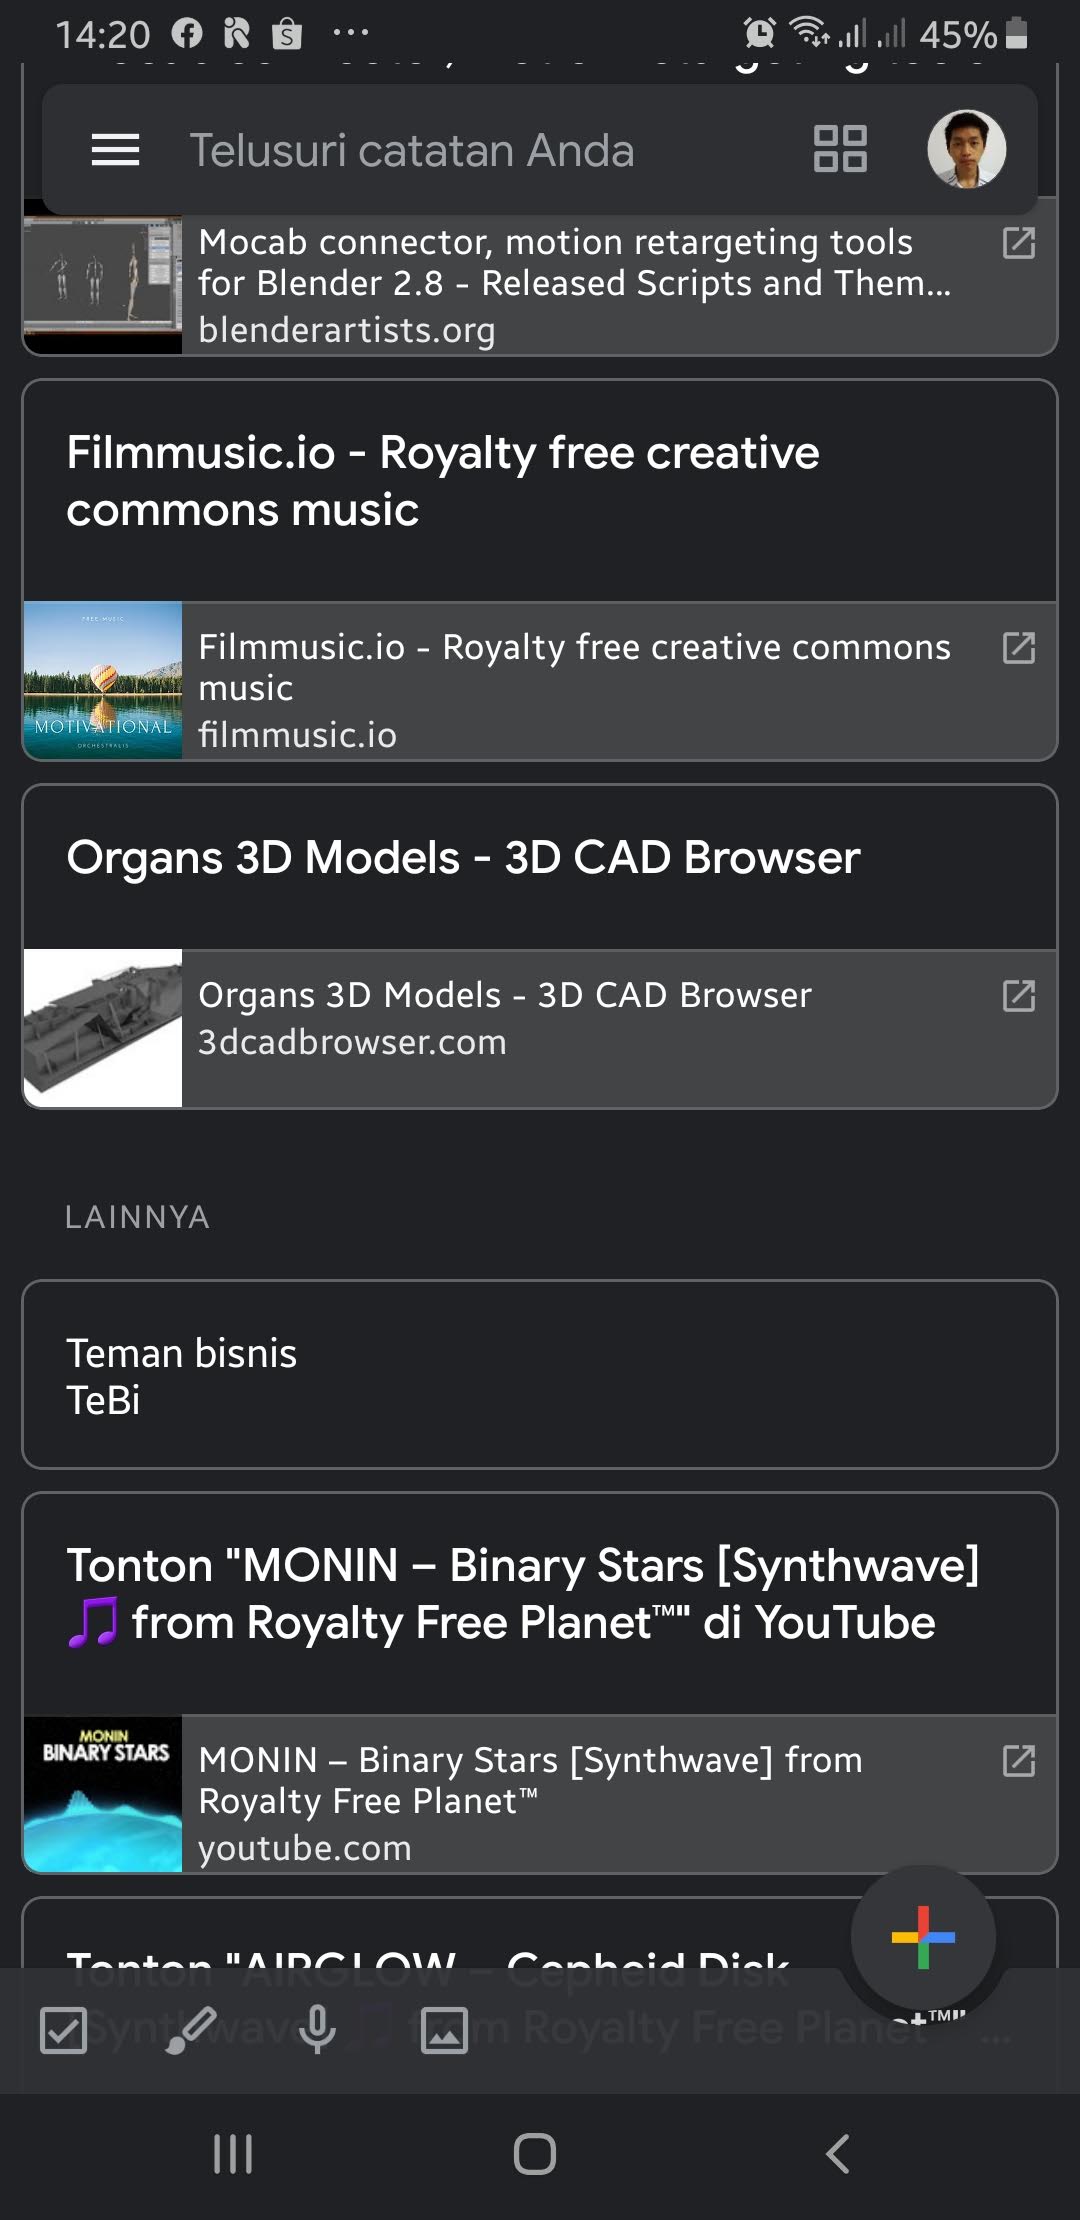 14:20
45%
Telusuri catatan Anda
Mocab connector, motion retargeting tools
for Blender 2.8 - Released Scripts and Them...
blenderartists.org
Filmmusic.io - Royalty free creative
commons music
FREE MUSIC
MOTIVATIONAL
ORCHESTRALIS
Filmmusic.io - Royalty free creative commons
music
filmmusic.io
Organs 3D Models - 3D CAD Browser
Organs 3D Models - 3D CAD Browser
3dcadbrowser.com
LAINNYA
Teman bisnis
TeBi
Tonton "MONIN – Binary Stars [Synthwave]
🎵 from Royalty Free Planet™" di YouTube
MONIN
BINARY STARS
MONIN – Binary Stars [Synthwave] from
Royalty Free Planet™
youtube.com
Tonton "AIRGLOW – Cepheid Disk
[Synthwave] 🎵 from Royalty Free Planet™" ...